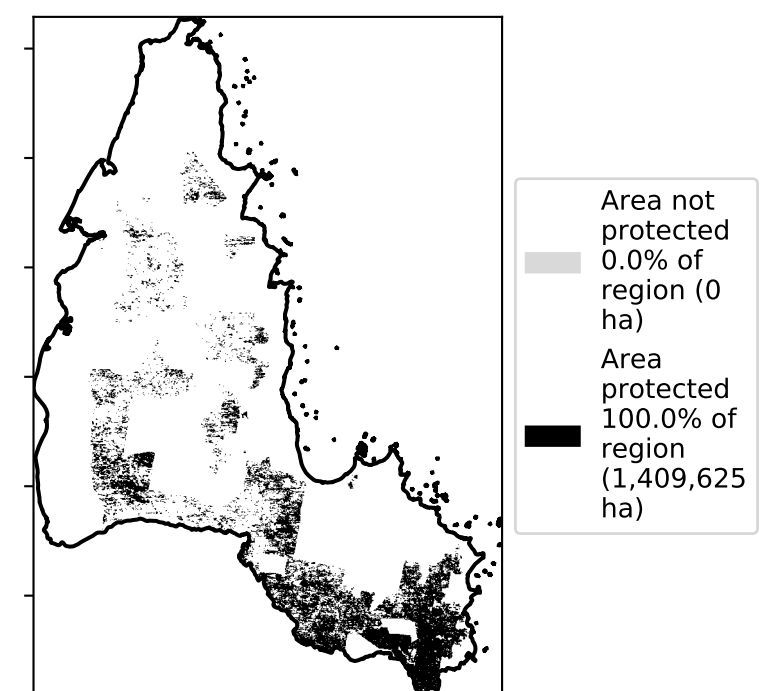 Area not
protected
0.0% of
region (0
ha)
Area
protected
100.0% of
region
(1,409,625
ha)